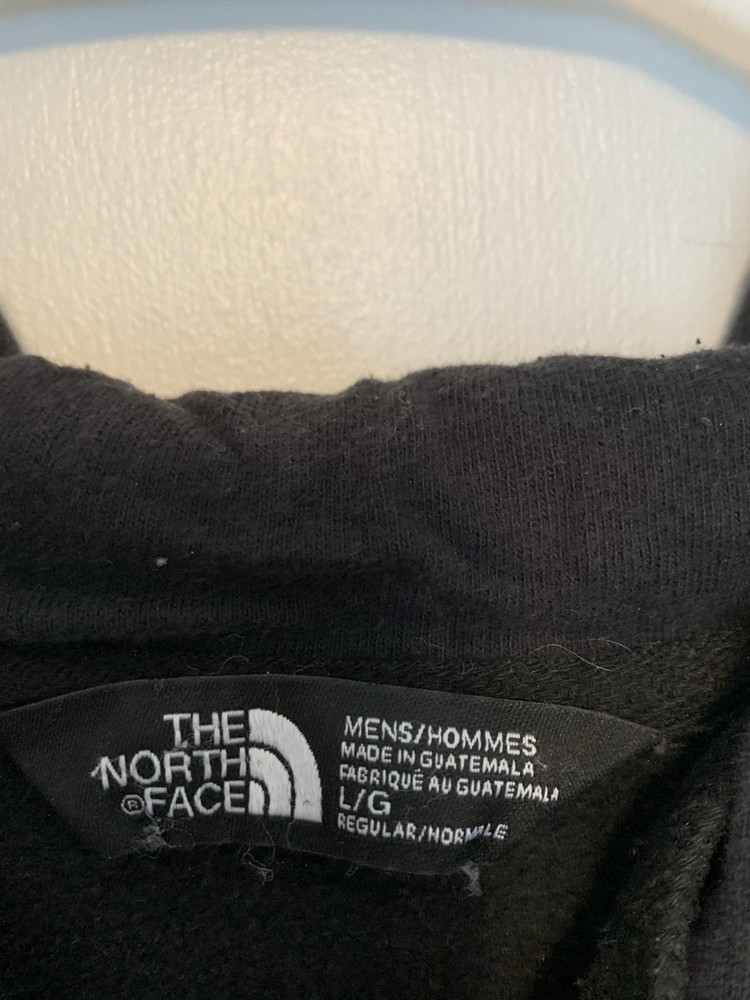 THE
NORTH
®FACE
MENS/HOMMES
MADE IN GUATEMALA
FABRIQUÉ AU GUATEMALA
L/G
REGULAR/NORMALE